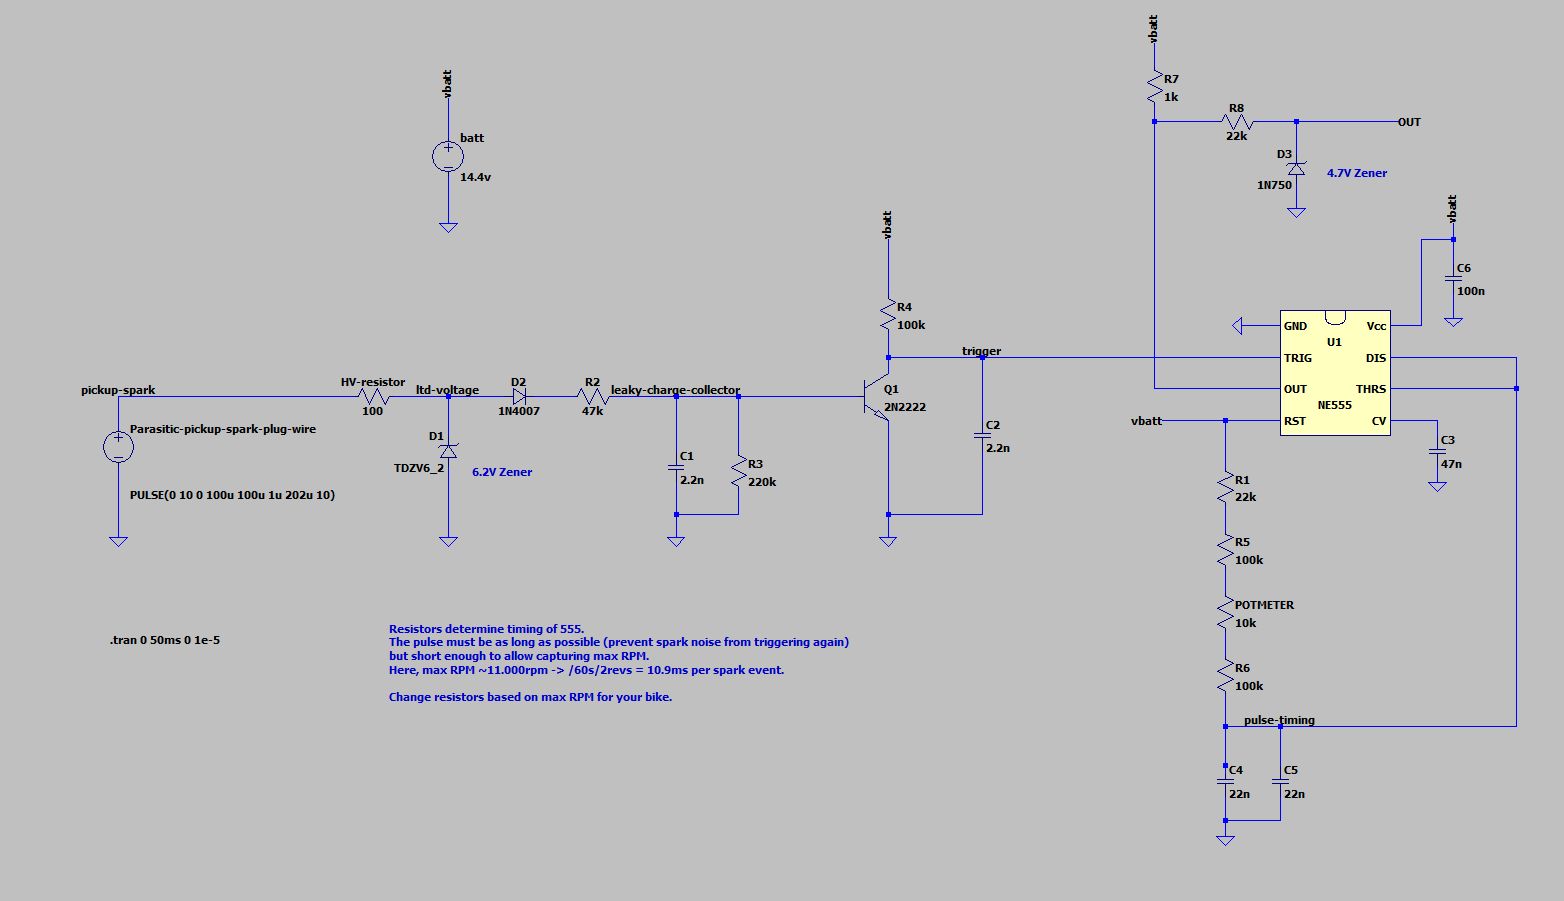 vbatt
R7
1k
R8
22k
OUT
D3
1N750
4.7V Zener
vbatt
batt
14.4v
vbatt
C6
100n
vbatt
R4
100k
trigger
GND
Vcc
U1
TRIG
DIS
OUT
THRS
NE555
RST
CV
vbatt
C3
47n
pickup-spark
HV-resistor
100
ltd-voltage
D2
1N4007
R2
47k
leaky-charge-collector
Q1
2N2222
Parasitic-pickup-spark-plug-wire
D1
TDZV6_2
6.2V Zener
C1
2.2n
R3
220k
C2
2.2n
PULSE(0 10 0 100u 100u 1u 202u 10)
R1
22k
R5
100k
POTMETER
10k
R6
100k
pulse-timing
C4
22n
C5
22n
.tran 0 50ms 0 1e-5
Resistors determine timing of 555.
The pulse must be as long as possible (prevent spark noise from triggering again)
but short enough to allow capturing max RPM.
Here, max RPM ~11.000rpm -> /60s/2revs = 10.9ms per spark event.
Change resistors based on max RPM for your bike.